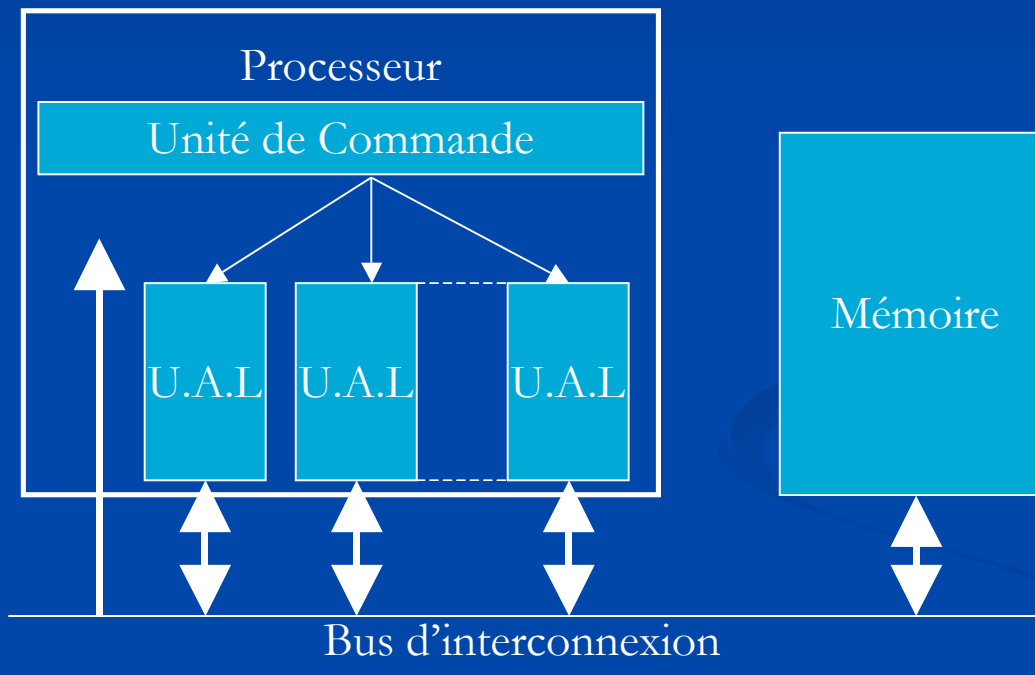 Processeur
Unité de Commande
U.A.L
U.A.L
U.A.L
Mémoire
Bus d’interconnexion